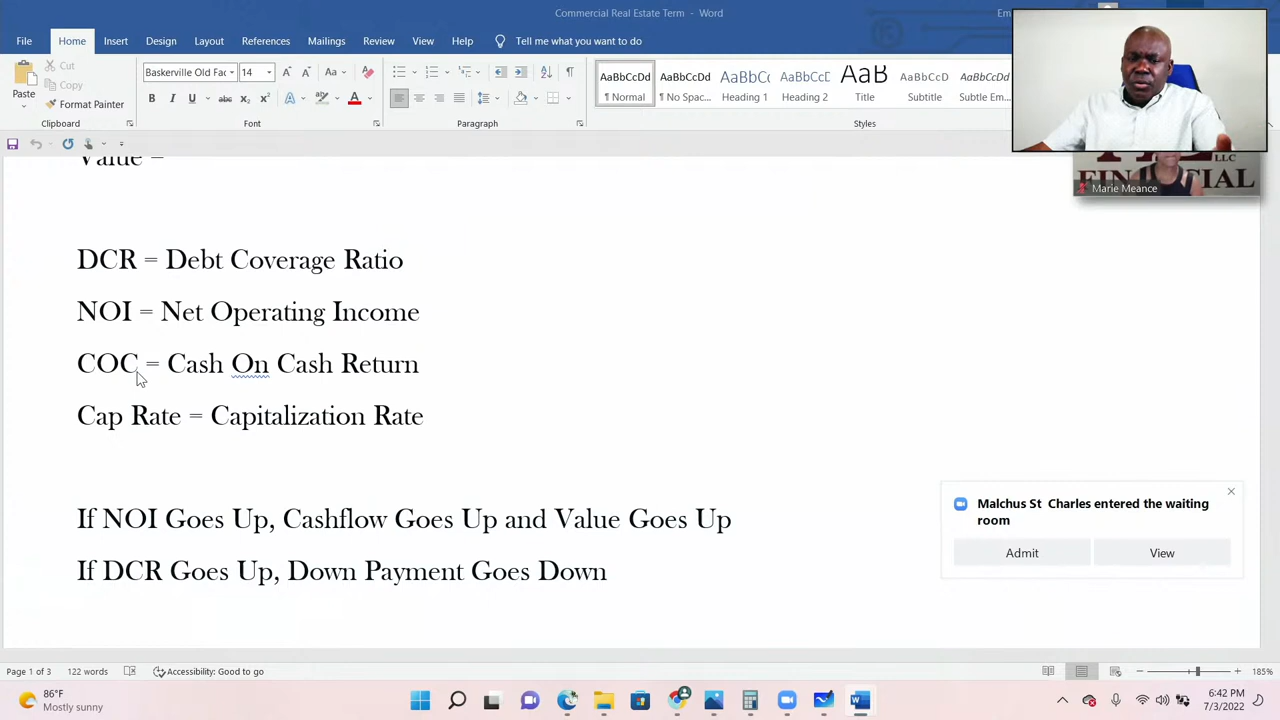 Commercial Real Estate Term - Word
Em
File Home Insert Design Layout References Mailings Review View Help Tell me what you want to do
Paste
Cut
Copy
Format Painter
Clipboard
Baskerville Old Fac 14
Font
Paragraph
AaBbCcDd AaBbCcDd AaBbCc AaBbCcE AaB AaBbCcD AaBbCcDd
¶ Normal ¶ No Spac... Heading 1 Heading 2 Title Subtitle Subtle Em...
Styles
LLC
FINANCIAL
Marie Meance
Value =
DCR = Debt Coverage Ratio
NOI = Net Operating Income
COC = Cash On Cash Return
Cap Rate = Capitalization Rate
If NOI Goes Up, Cashflow Goes Up and Value Goes Up
If DCR Goes Up, Down Payment Goes Down
Malchus St Charles entered the waiting
room
Admit View
Page 1 of 3 122 words Accessibility: Good to go 185%
86°F
Mostly sunny
6:42 PM
7/3/2022